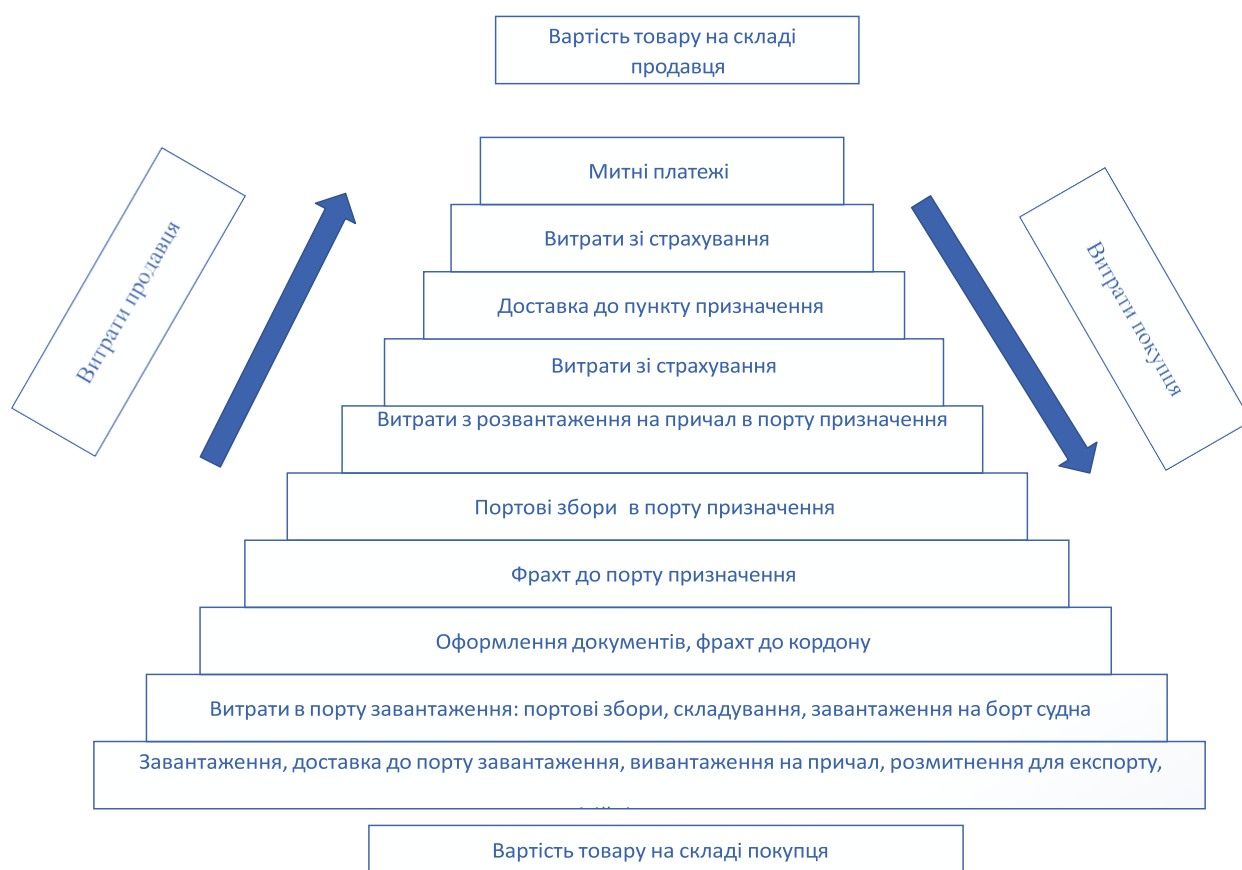 Вартість товару на складі
продавця
Митні платежі
Витрати зі страхування
Доставка до пункту призначення
Витрати зі страхування
Витрати з розвантаження на причал в порту призначення
Портові збори в порту призначення
Фрахт до порту призначення
Оформлення документів, фрахт до кордону
Витрати в порту завантаження: портові збори, складування, завантаження на борт судна
Завантаження, доставка до порту завантаження, вивантаження на причал, розмитнення для експорту,
Вартість товару на складі покупця
Витрати продавця
Витрати покупця